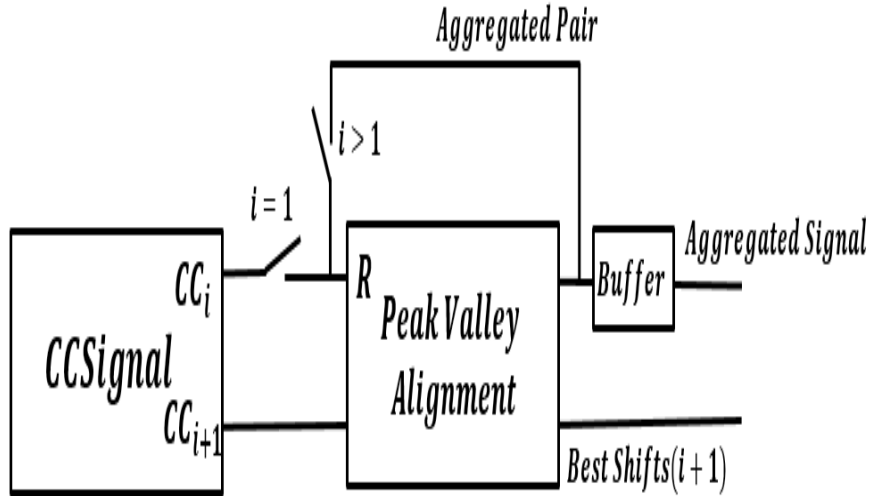 Aggregated Pair
i > 1
i = 1
Aggregated Signal
CC_i
R
Buffer
Peak Valley
Alignment
CCSignal
CC_{i+1}
Best Shifts(i + 1)